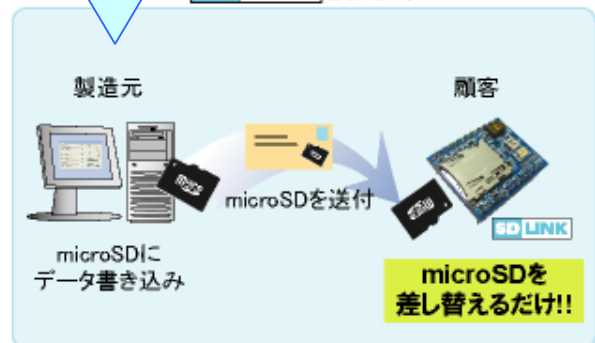 製造元
顧客
microSDを送付
SD LINK
microSDに
データ書き込み
microSDを
差し替えるだけ!!